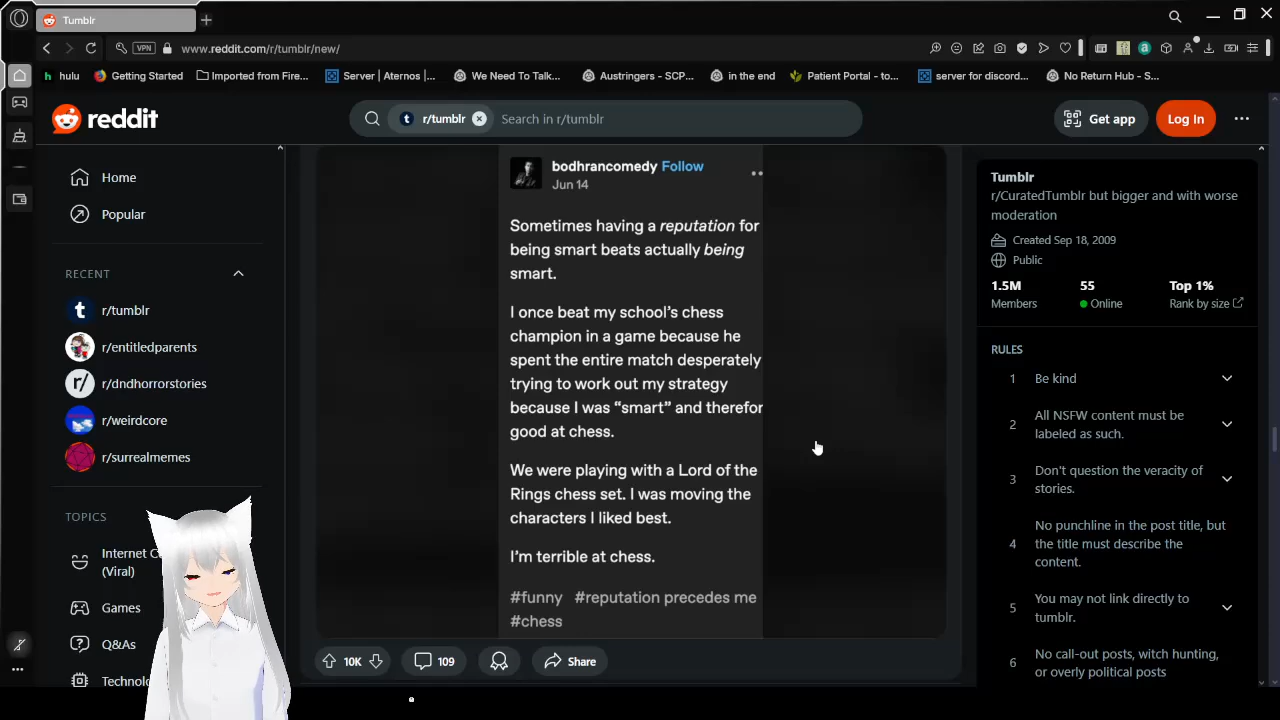 Tumblr
VPN
www.reddit.com/r/tumblr/new/
hulu
Getting Started
Imported from Fire...
Server | Aternos |...
We Need To Talk...
Austringers - SCP...
in the end
Patient Portal - to...
server for discord...
No Return Hub - S...
reddit
r/tumblr
Search in r/tumblr
Get app
Log In
Home
Popular
RECENT
r/tumblr
r/entitledparents
r/dndhorrorstories
r/weirdcore
r/surrealmemes
TOPICS
Internet C
(Viral)
Games
Q&As
Technolo
bodhrancomedy Follow
Jun 14
Sometimes having a reputation for
being smart beats actually being
smart.
I once beat my school's chess
champion in a game because he
spent the entire match desperately
trying to work out my strategy
because I was "smart" and therefor
good at chess.
We were playing with a Lord of the
Rings chess set. I was moving the
characters I liked best.
I'm terrible at chess.
#funny #reputation precedes me
#chess
10K
109
Share
Tumblr
r/CuratedTumblr but bigger and with worse
moderation
Created Sep 18, 2009
Public
1.5M 55 Top 1%
Members Online Rank by size
RULES
1 Be kind
2 All NSFW content must be
labeled as such.
3 Don't question the veracity of
stories.
4 No punchline in the post title, but
the title must describe the
content.
5 You may not link directly to
tumblr.
6 No call-out posts, witch hunting,
or overly political posts